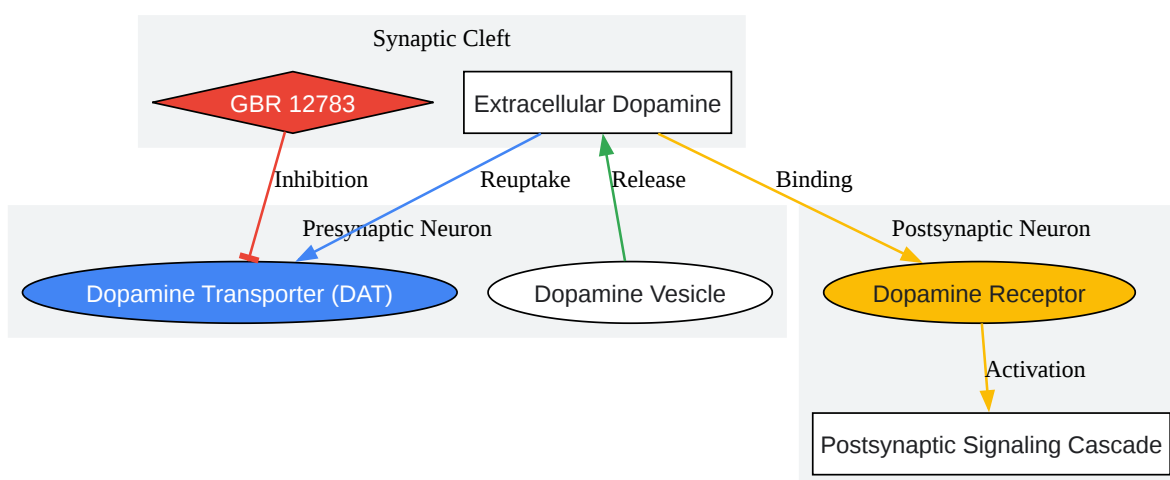 Synaptic Cleft
GBR 12783
Extracellular Dopamine
Inhibition
Reuptake
Release
Binding
Presynaptic Neuron
Postsynaptic Neuron
Dopamine Transporter (DAT)
Dopamine Vesicle
Dopamine Receptor
Activation
Postsynaptic Signaling Cascade